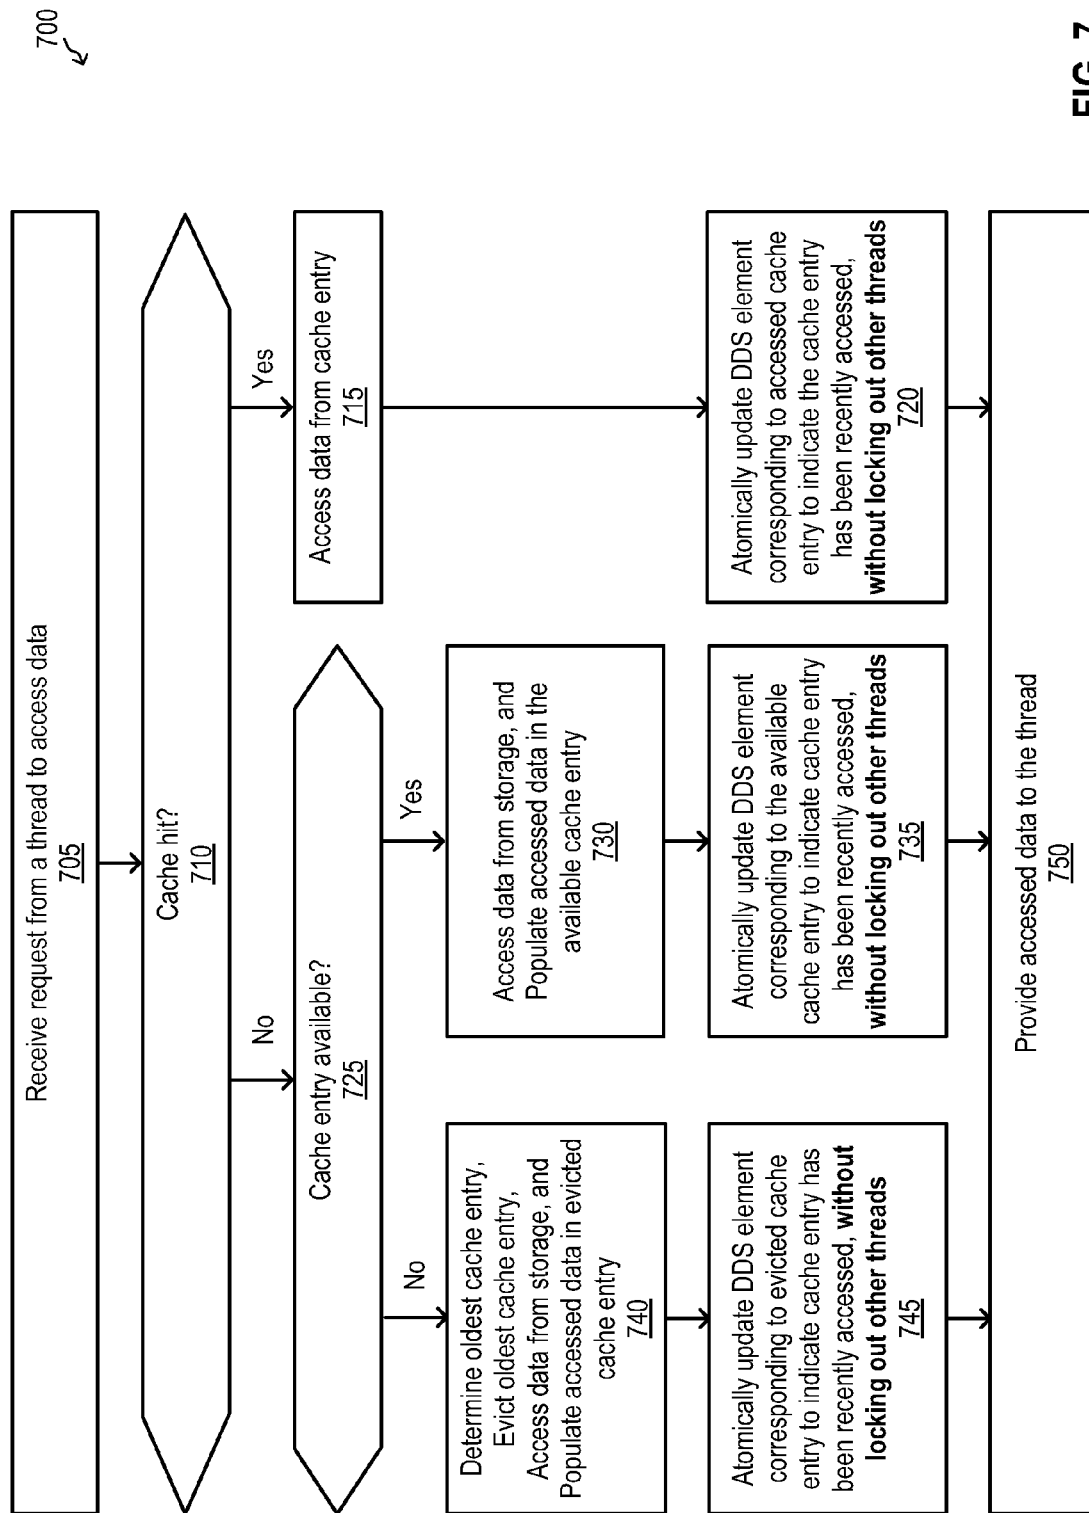 700
Receive request from a thread to access data
705
Cache hit?
710
No
Yes
Cache entry available?
725
Access data from cache entry
715
No
Yes
Determine oldest cache entry,
Evict oldest cache entry,
Access data from storage, and
Populate accessed data in evicted
cache entry
740
Access data from storage, and
Populate accessed data in the
available cache entry
730
Atomically update DDS element
corresponding to evicted cache
entry to indicate cache entry has
been recently accessed, without
locking out other threads
745
Atomically update DDS element
corresponding to the available
cache entry to indicate cache entry
has been recently accessed,
without locking out other threads
735
Atomically update DDS element
corresponding to accessed cache
entry to indicate the cache entry
has been recently accessed,
without locking out other threads
720
Provide accessed data to the thread
750
FIG. 7